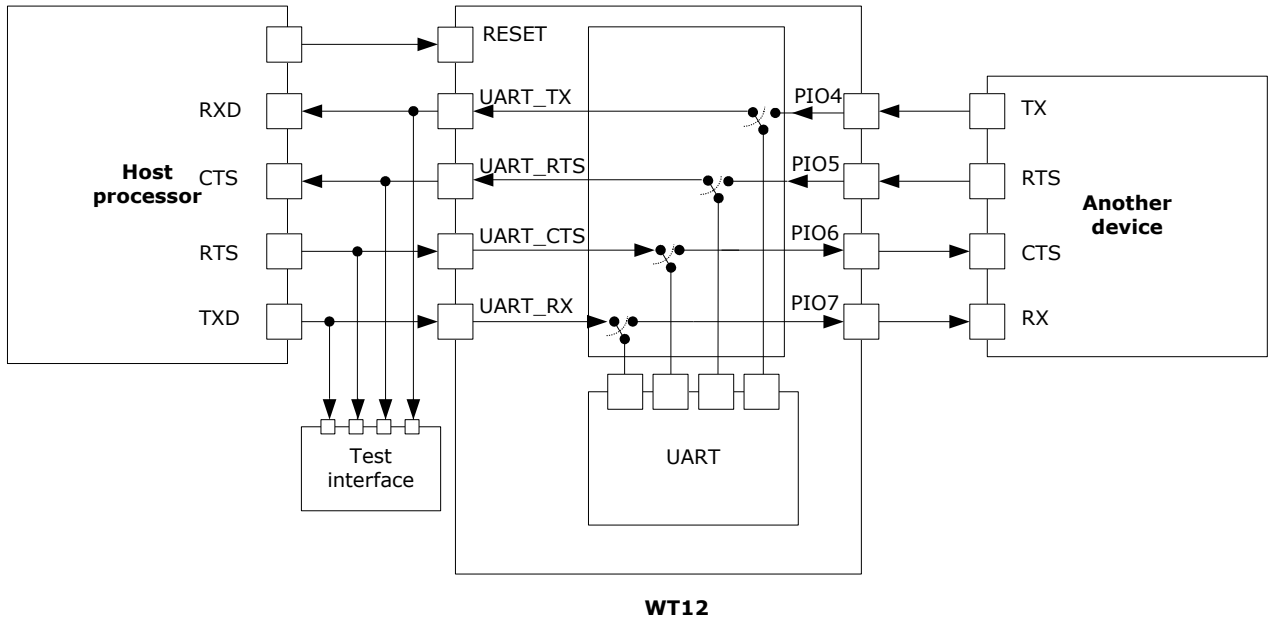 RESET
RXD
UART_TX
PIO4
TX
Host
processor
CTS
UART_RTS
PIO5
RTS
Another
device
RTS
UART_CTS
PIO6
CTS
TXD
UART_RX
PIO7
RX
Test
interface
UART
WT12